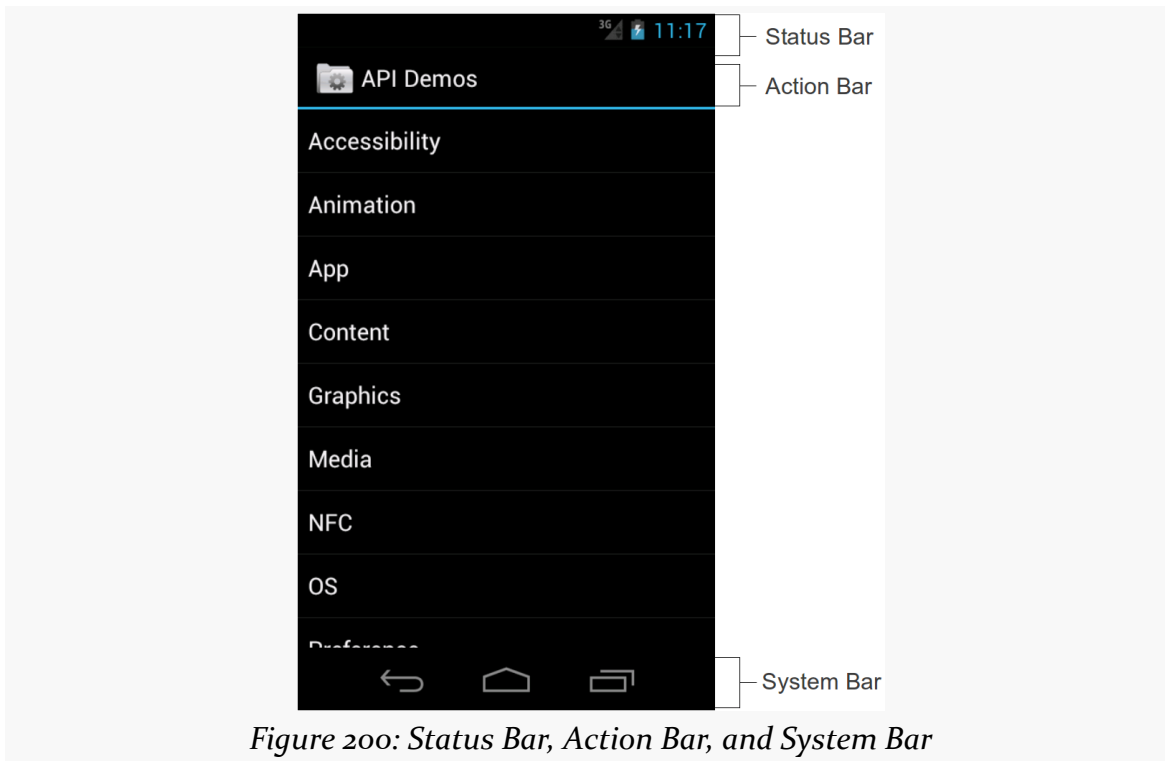 3G 11:17
Status Bar
API Demos
Action Bar
Accessibility
Animation
App
Content
Graphics
Media
NFC
OS
Preference
System Bar
Figure 200: Status Bar, Action Bar, and System Bar